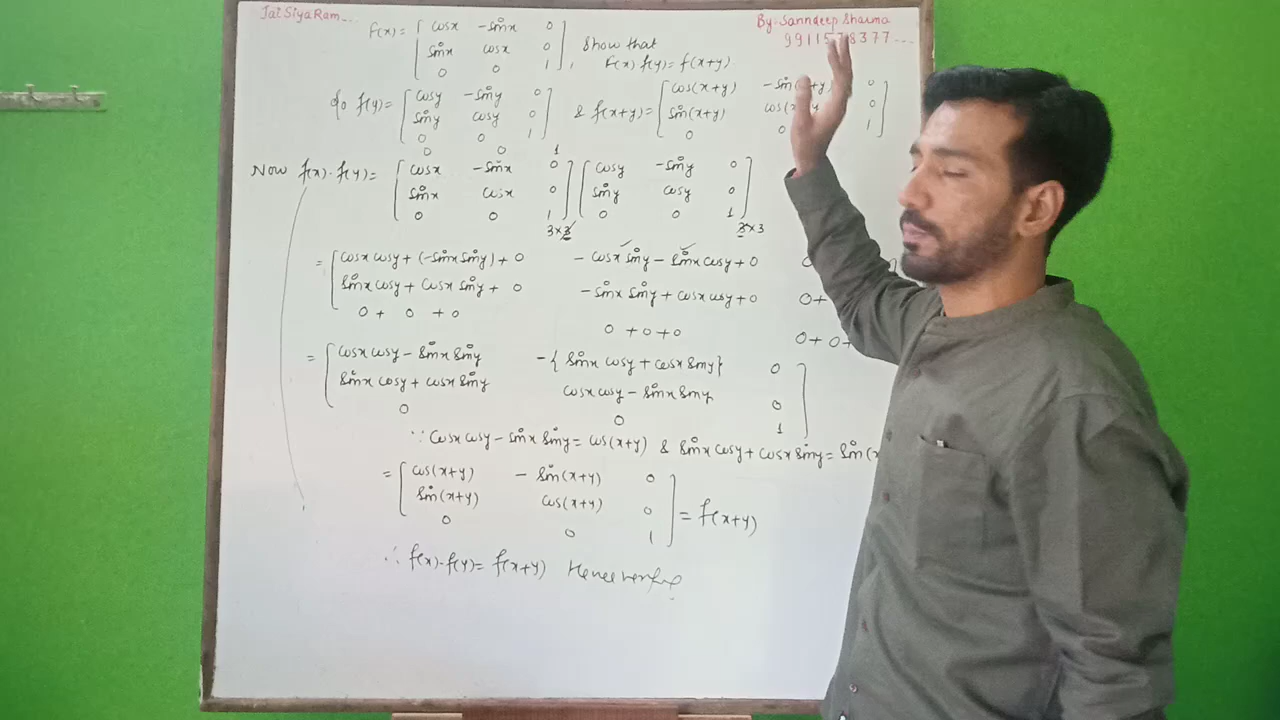 Jai Siya Ram...
By:- Sanndeep Sharma
F(x) = [ cosx -sinx 0
sinx cosx 0
0 0 1 ], Show that
F(x) f(y) = f(x+y)
So f(y) = [ cosy -siny 0 & f(x+y) = [ cos(x+y) 0
siny cosy 0 sin(x+y) 0
0 0 1 ] 0 1 ]
0 0 1
Now f(x)·f(y) = [ cosx -sinx 0 ] [ cosy -siny 0 ]
sinx cosx 0 siny cosy 0
0 0 1 0 0 1
3×3 3×3
= [ cosx cosy + (-sinx siny) + 0 - cosx siny - sinx cosy + 0
sinx cosy + cosx siny + 0 -sinx siny + cosx cosy + 0 0+
0 + 0 + 0 0 + 0 + 0 0 + 0+
= [ cosx cosy - sinx siny -{ sinx cosy + cosx siny} 0
sinx cosy + cosx siny cosx cosy - sinx siny 0
0 0 1 ]
∵ cosx cosy - sinx siny = cos(x+y) & sinx cosy + cosx siny = sin(x
= [ cos(x+y) - sin(x+y) 0
sin(x+y) cos(x+y) 0
0 0 1 ] = f(x+y)
∴ f(x)·f(y) = f(x+y) Hence